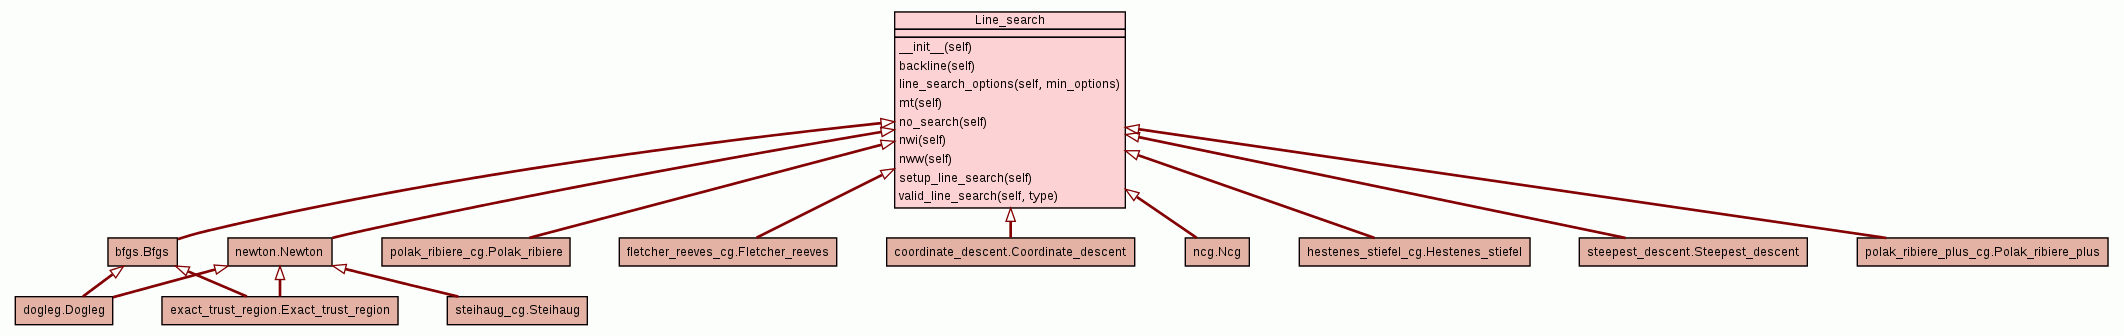 Line_search
__init__(self)
backline(self)
line_search_options(self, min_options)
mt(self)
no_search(self)
nwi(self)
nww(self)
setup_line_search(self)
valid_line_search(self, type)
bfgs.Bfgs
newton.Newton
polak_ribiere_cg.Polak_ribiere
fletcher_reeves_cg.Fletcher_reeves
coordinate_descent.Coordinate_descent
ncg.Ncg
hestenes_stiefel_cg.Hestenes_stiefel
steepest_descent.Steepest_descent
polak_ribiere_plus_cg.Polak_ribiere_plus
dogleg.Dogleg
exact_trust_region.Exact_trust_region
steihaug_cg.Steihaug